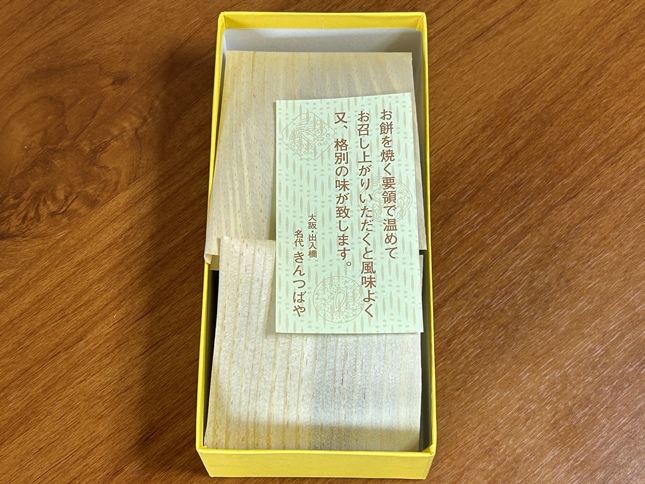 お餅を焼く要領で温めて
お召し上がりいただくと風味よく
又、格別の味が致します。
大阪・出入橋
名代 きんつばや